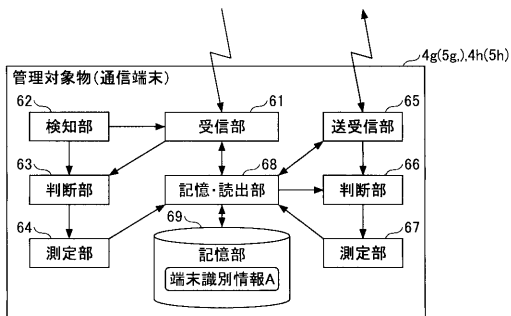 4g(5g,),4h(5h)
管理対象物(通信端末)
62
61
65
検知部
受信部
送受信部
63
68
66
判断部
記憶・読出部
判断部
64
69
67
測定部
記憶部
測定部
端末識別情報A